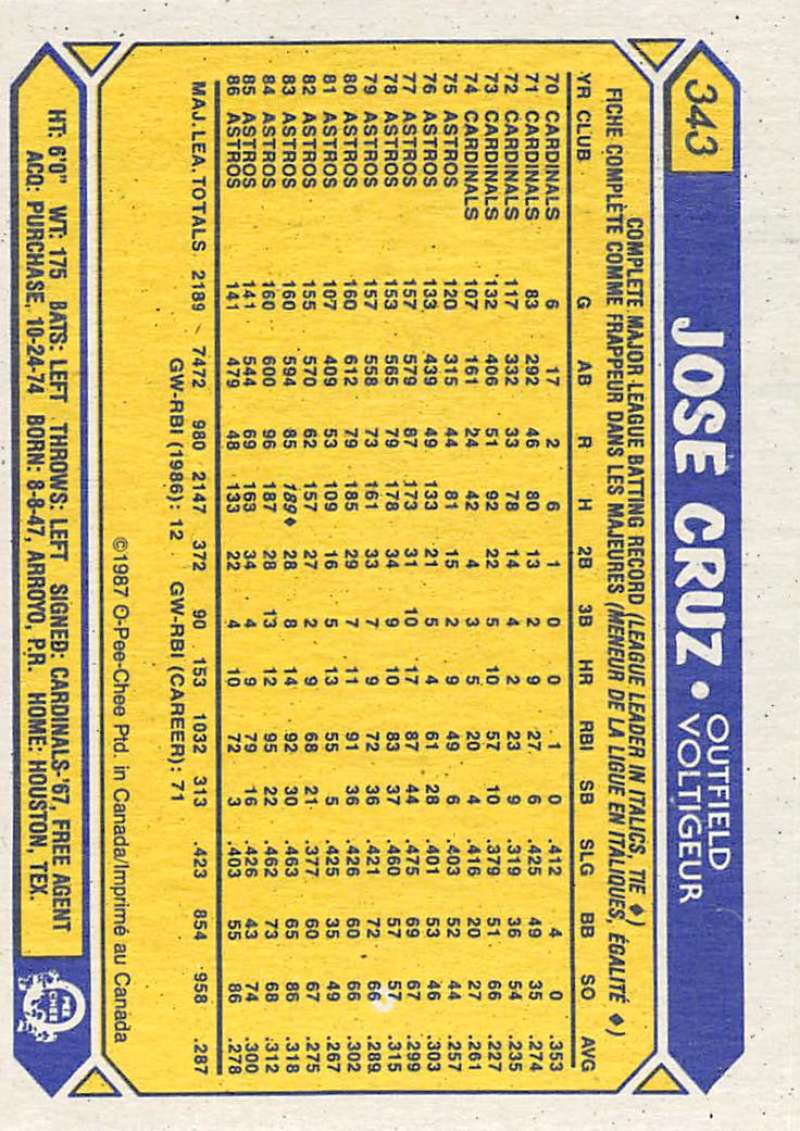 343 JOSE CRUZ • OUTFIELD
VOLTIGEUR
COMPLETE MAJOR LEAGUE BATTING RECORD (LEAGUE LEADER IN ITALICS, TIE ♦)
FICHE COMPLÈTE COMME FRAPPEUR DANS LES MAJEURES (MENEUR DE LA LIGUE EN ITALIQUES, ÉGALITÉ ♦)
YR CLUB G AB R H 2B 3B HR RBI SB SLG BB SO AVG
70 CARDINALS 6 17 2 6 1 0 0 1 0 .412 4 0 .353
71 CARDINALS 83 292 46 80 13 2 9 27 6 .425 49 35 .274
72 CARDINALS 117 332 33 78 14 4 2 23 9 .319 36 54 .235
73 CARDINALS 132 406 51 92 22 5 10 57 10 .379 51 66 .227
74 CARDINALS 107 161 24 42 4 3 5 20 4 .416 20 27 .261
75 ASTROS 120 315 44 81 15 2 9 49 6 .403 52 44 .257
76 ASTROS 133 439 49 133 21 5 4 61 28 .401 53 46 .303
77 ASTROS 157 579 87 173 31 10 17 87 44 .475 69 67 .299
78 ASTROS 153 565 79 178 34 9 10 83 37 .460 57 57 .315
79 ASTROS 157 558 73 161 33 7 9 72 36 .421 72 66 .289
80 ASTROS 160 612 79 185 29 7 11 91 36 .426 60 66 .302
81 ASTROS 107 409 53 109 16 5 13 55 5 .425 35 49 .267
82 ASTROS 155 570 62 157 27 2 9 68 21 .377 60 67 .275
83 ASTROS 160 594 85 189♦ 28 8 14 92 30 .463 65 86 .318
84 ASTROS 160 600 96 187 28 13 12 95 22 .462 73 68 .312
85 ASTROS 141 544 69 163 34 4 9 79 16 .426 43 74 .300
86 ASTROS 141 479 48 133 22 4 10 72 3 .403 55 86 .278
MAJ. LEA. TOTALS 2189 7472 980 2147 372 90 153 1032 313 .423 854 958 .287
GW-RBI (1986): 12 GW-RBI (CAREER): 71
©1987 O-Pee-Chee Ptd. in Canada/Imprimé au Canada
HT: 6'0" WT: 175 BATS: LEFT THROWS: LEFT SIGNED: CARDINALS-'67, FREE AGENT
ACQ: PURCHASE, 10-24-74 BORN: 8-8-47, ARROYO, P.R. HOME: HOUSTON, TEX.
O PEE CHEE